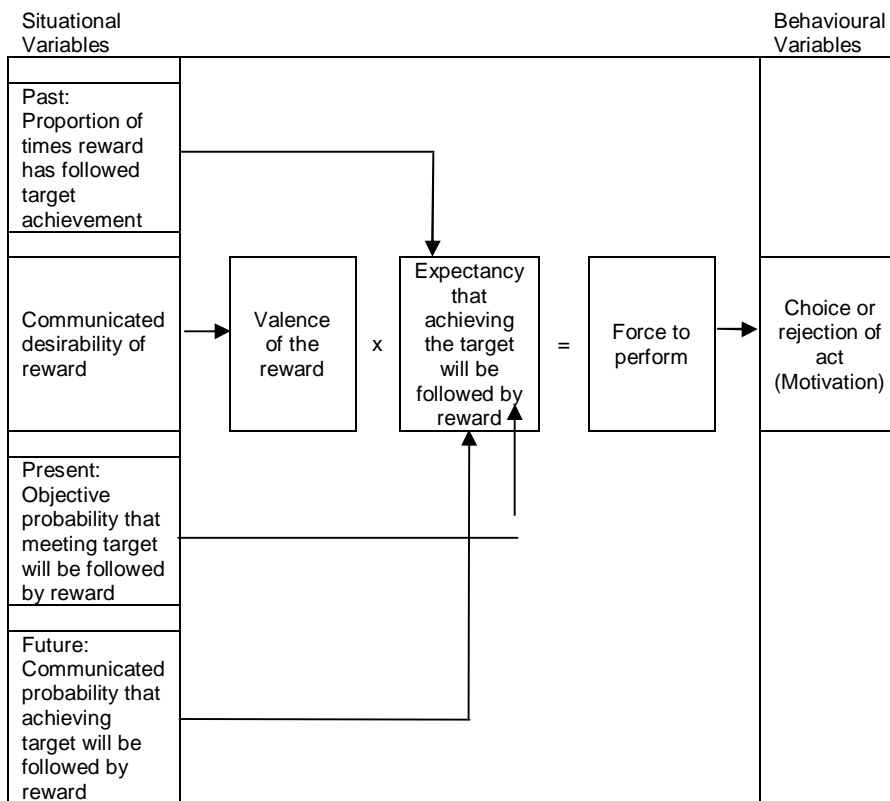 Situational
Variables
Behavioural
Variables
Past:
Proportion of
times reward
has followed
target
achievement
Communicated
desirability of
reward
Valence
of the
reward
x
Expectancy
that
achieving
the target
will be
followed by
reward
=
Force to
perform
Choice or
rejection of
act
(Motivation)
Present:
Objective
probability that
meeting target
will be followed
by reward
Future:
Communicated
probability that
achieving
target will be
followed by
reward